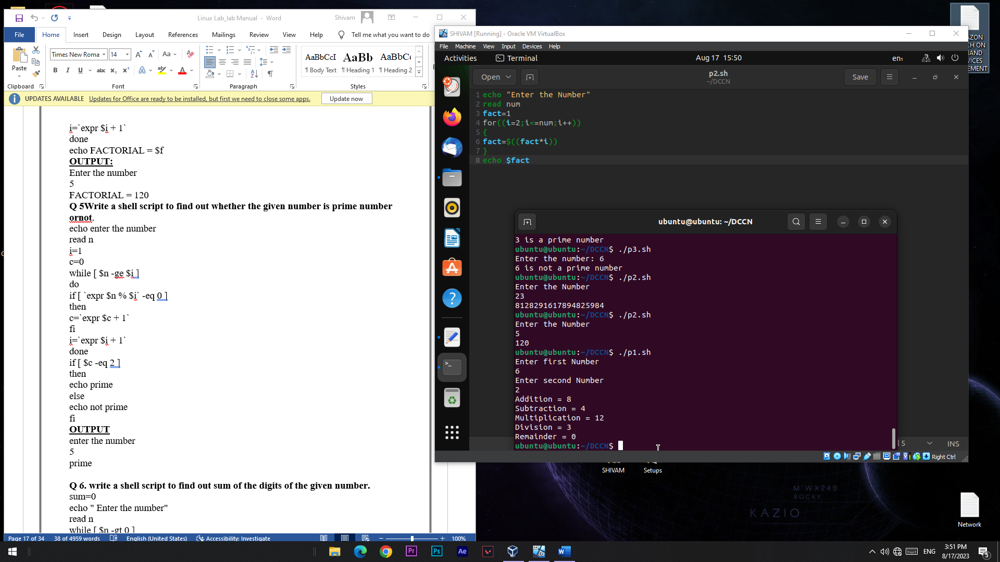 Linux Lab_lab Manual - Word
Shivam
File Home Insert Design Layout References Mailings Review View Help Tell me what you want to do
Paste
Times New Roma 14
Aa
B I U abc x₂ x²
AaBbCcI AaBb AaBbCc
¶ Body Text ¶ Heading 1 ¶ Heading 2
Clipboard Font Paragraph Styles
UPDATES AVAILABLE Updates for Office are ready to be installed, but first we need to close some apps. Update now
i=`expr $i + 1`
done
echo FACTORIAL = $f
OUTPUT:
Enter the number
5
FACTORIAL = 120
Q 5Write a shell script to find out whether the given number is prime number
ornot.
echo enter the number
read n
i=1
c=0
while [ $n -ge $i ]
do
if [ `expr $n % $i` -eq 0 ]
then
c=`expr $c + 1`
fi
i=`expr $i + 1`
done
if [ $c -eq 2 ]
then
echo prime
else
echo not prime
fi
OUTPUT
enter the number
5
prime
Q 6. write a shell script to find out sum of the digits of the given number.
sum=0
echo " Enter the number"
read n
while [ $n -gt 0 ]
Page 17 of 34 38 of 4959 words English (United States) Accessibility: Investigate 100%
SHIVAM [Running] - Oracle VM VirtualBox
File Machine View Input Devices Help
Activities Terminal Aug 17 15:50 en₁
Open p2.sh Save
~/DCCN
1 echo "Enter the Number"
2 read num
3 fact=1
4 for((i=2;i<=num;i++))
5 {
6 fact=$((fact*i))
7 }
8 echo $fact
ubuntu@ubuntu: ~/DCCN
3 is a prime number
ubuntu@ubuntu:~/DCCN$ ./p3.sh
Enter the number: 6
6 is not a prime number
ubuntu@ubuntu:~/DCCN$ ./p2.sh
Enter the Number
23
8128291617894825984
ubuntu@ubuntu:~/DCCN$ ./p2.sh
Enter the Number
5
120
ubuntu@ubuntu:~/DCCN$ ./p1.sh
Enter first Number
6
Enter second Number
2
Addition = 8
Subtraction = 4
Multiplication = 12
Division = 3
Remainder = 0
ubuntu@ubuntu:~/DCCN$
INS
Right Ctrl
SHIVAM Setups
M'WX24B
ROCKY
KAZIO
Network
Pr Ps Ae
ENG
3:51 PM
8/17/2023
5